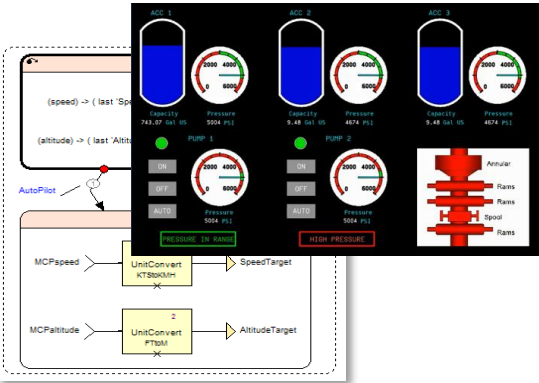 ACC 1
ACC 2
ACC 3
2000 4000
0 6000
2000 4000
0 6000
2000 4000
0 6000
Capacity
743.07 Gal US
Pressure
5004 PSI
Capacity
9.48 Gal US
Pressure
4674 PSI
Capacity
9.48 Gal US
Pressure
4674 PSI
PUMP 1
PUMP 2
ON
OFF
AUTO
2000 4000
0 6000
Pressure
5004 PSI
ON
OFF
AUTO
2000 4000
0 6000
Pressure
5004 PSI
PRESSURE IN RANGE
HIGH PRESSURE
Annular
Rams
Rams
Spool
Rams
(speed) -> ( last 'Spe
(altitude) -> ( last 'Altit
AutoPilot
1
MCPspeed
UnitConvert
KTStoKMH
SpeedTarget
MCPaltitude
2
UnitConvert
FTtoM
AltitudeTarget